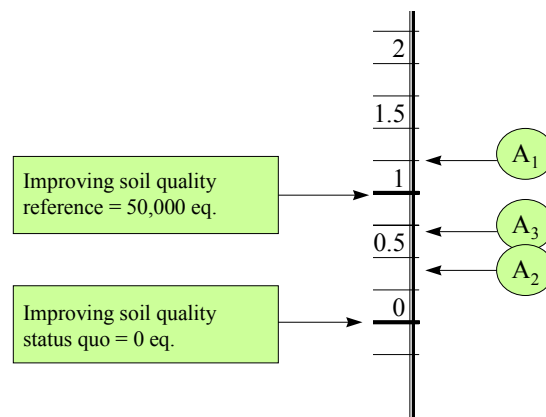 2
1.5
A1
Improving soil quality
reference = 50,000 eq.
1
A3
0.5
A2
Improving soil quality
status quo = 0 eq.
0